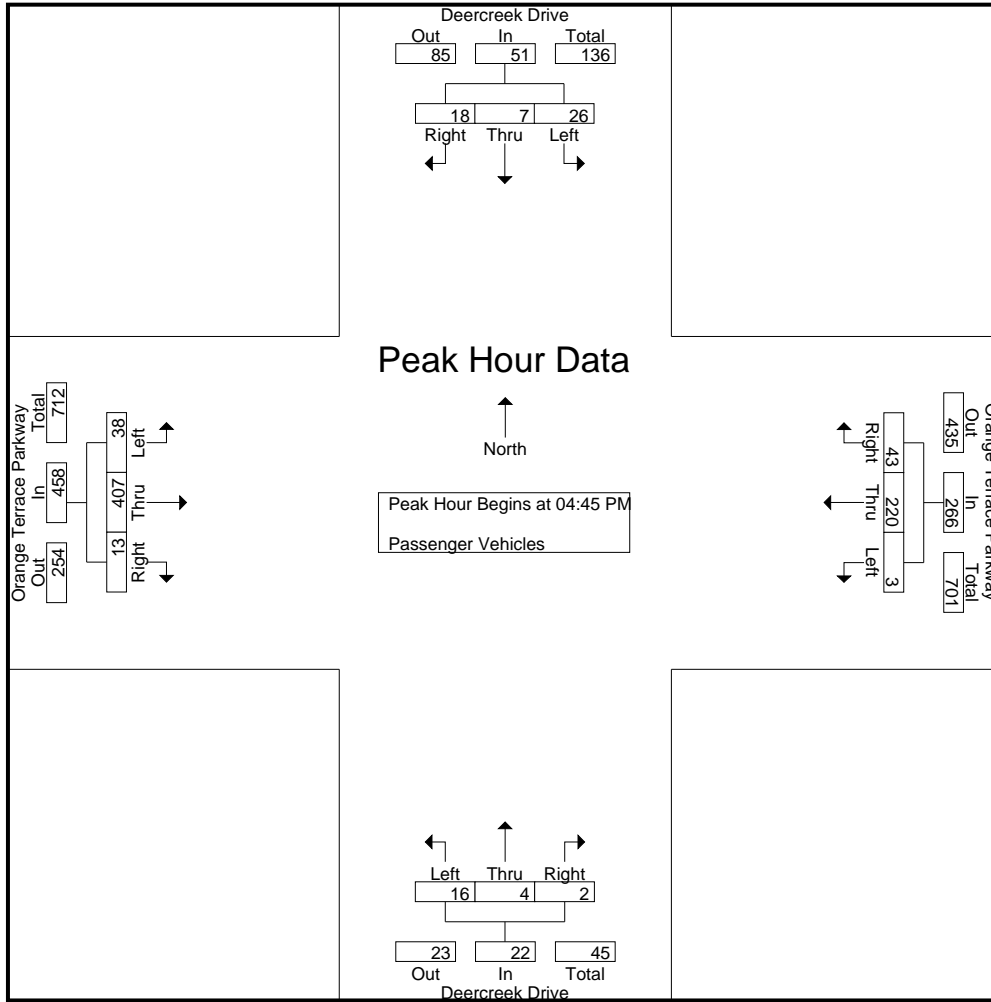 Deercreek Drive
Out In Total
85 51 136
18 7 26
Right Thru Left
Peak Hour Data
North
Peak Hour Begins at 04:45 PM
Passenger Vehicles
Orange Terrace Parkway
Total In Out
712 458 254
38 407 13
Left Thru Right
Orange Terrace Parkway
Out In Total
435 266 701
43 220 3
Right Thru Left
Left Thru Right
16 4 2
23 22 45
Out In Total
Deercreek Drive